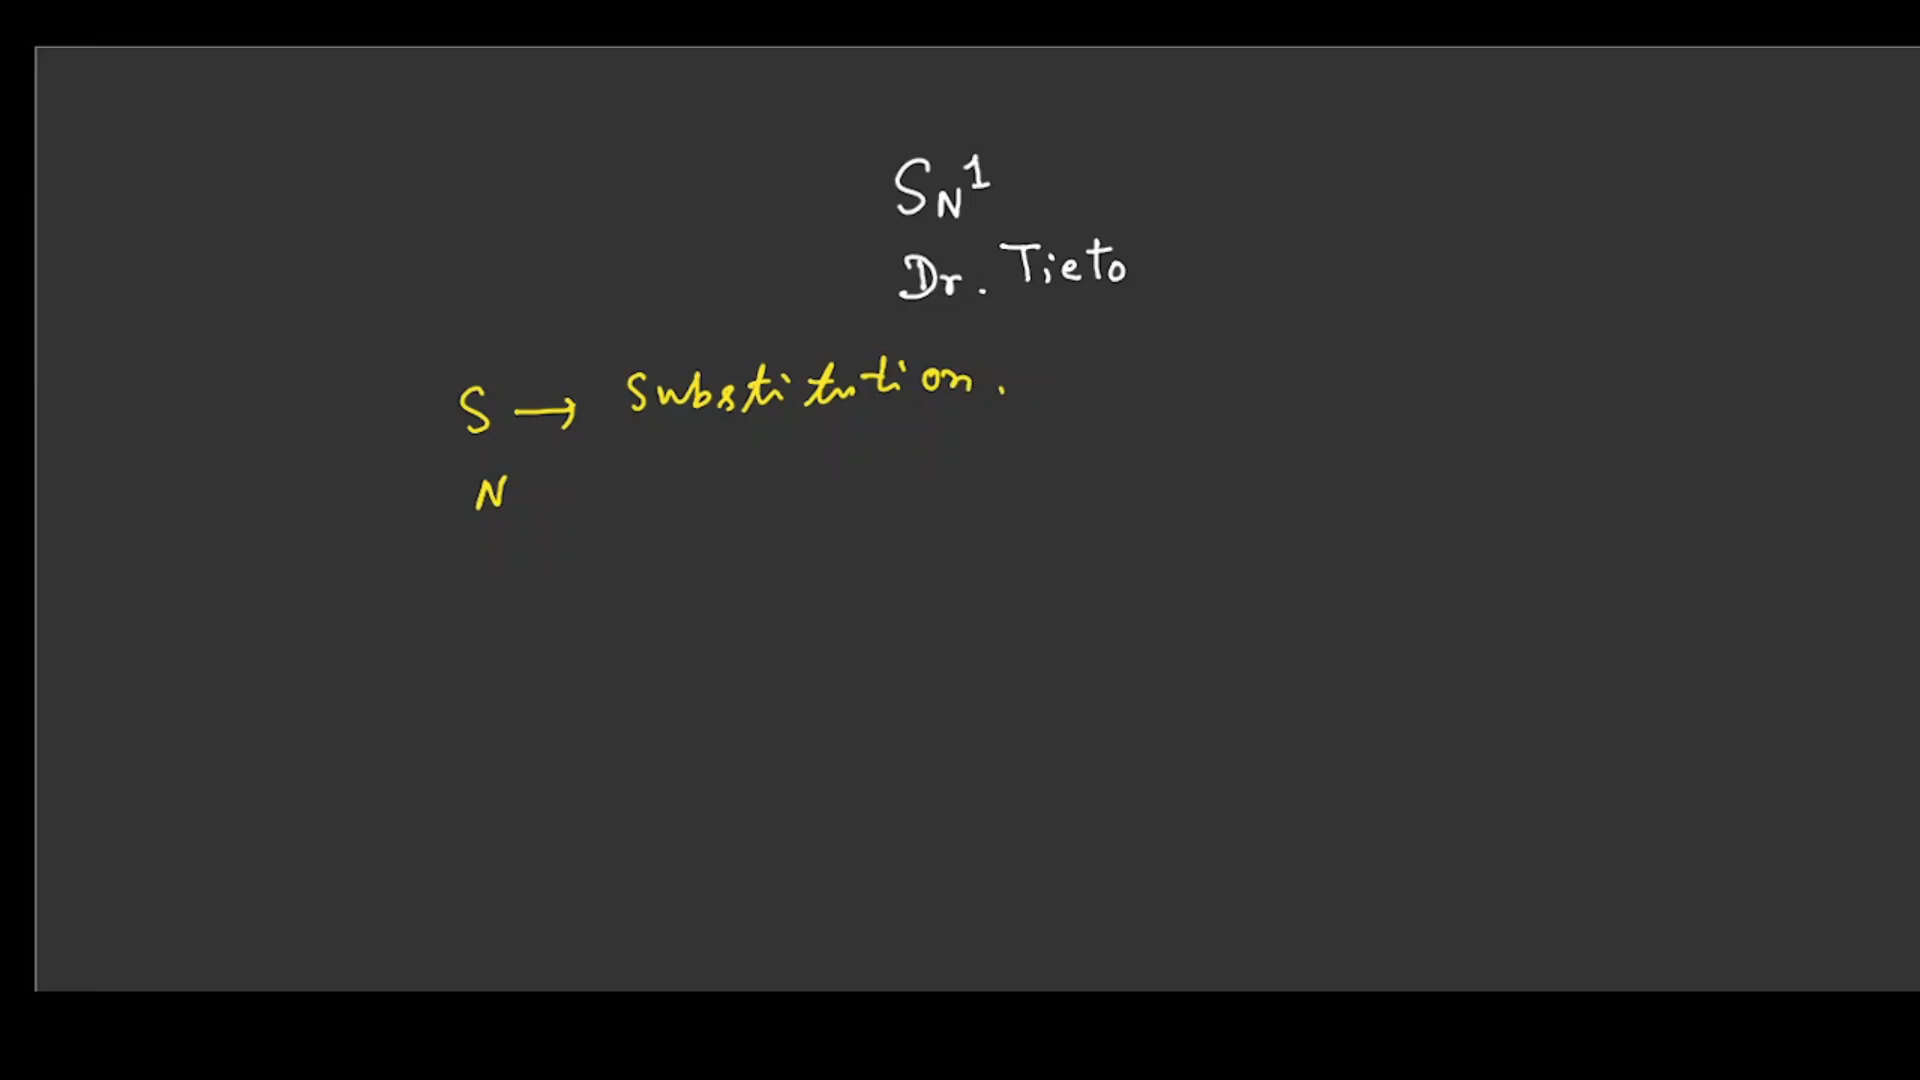 SN1
Dr. Tieto
S → Substitution.
N